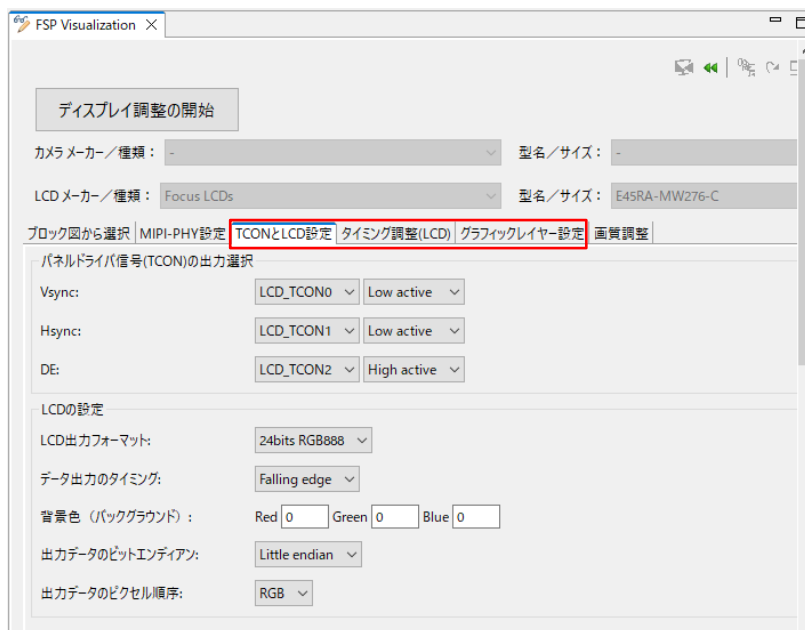 FSP Visualization
ディスプレイ調整の開始
カメラ メーカー／種類： - 型名／サイズ： -
LCD メーカー／種類： Focus LCDs 型名／サイズ： E45RA-MW276-C
ブロック図から選択 MIPI-PHY設定 TCONとLCD設定 タイミング調整(LCD) グラフィックレイヤー設定 画質調整
パネルドライバ信号(TCON)の出力選択
Vsync: LCD_TCON0 Low active
Hsync: LCD_TCON1 Low active
DE: LCD_TCON2 High active
LCDの設定
LCD出力フォーマット: 24bits RGB888
データ出力のタイミング: Falling edge
背景色（バックグラウンド）: Red 0 Green 0 Blue 0
出力データのビットエンディアン: Little endian
出力データのピクセル順序: RGB